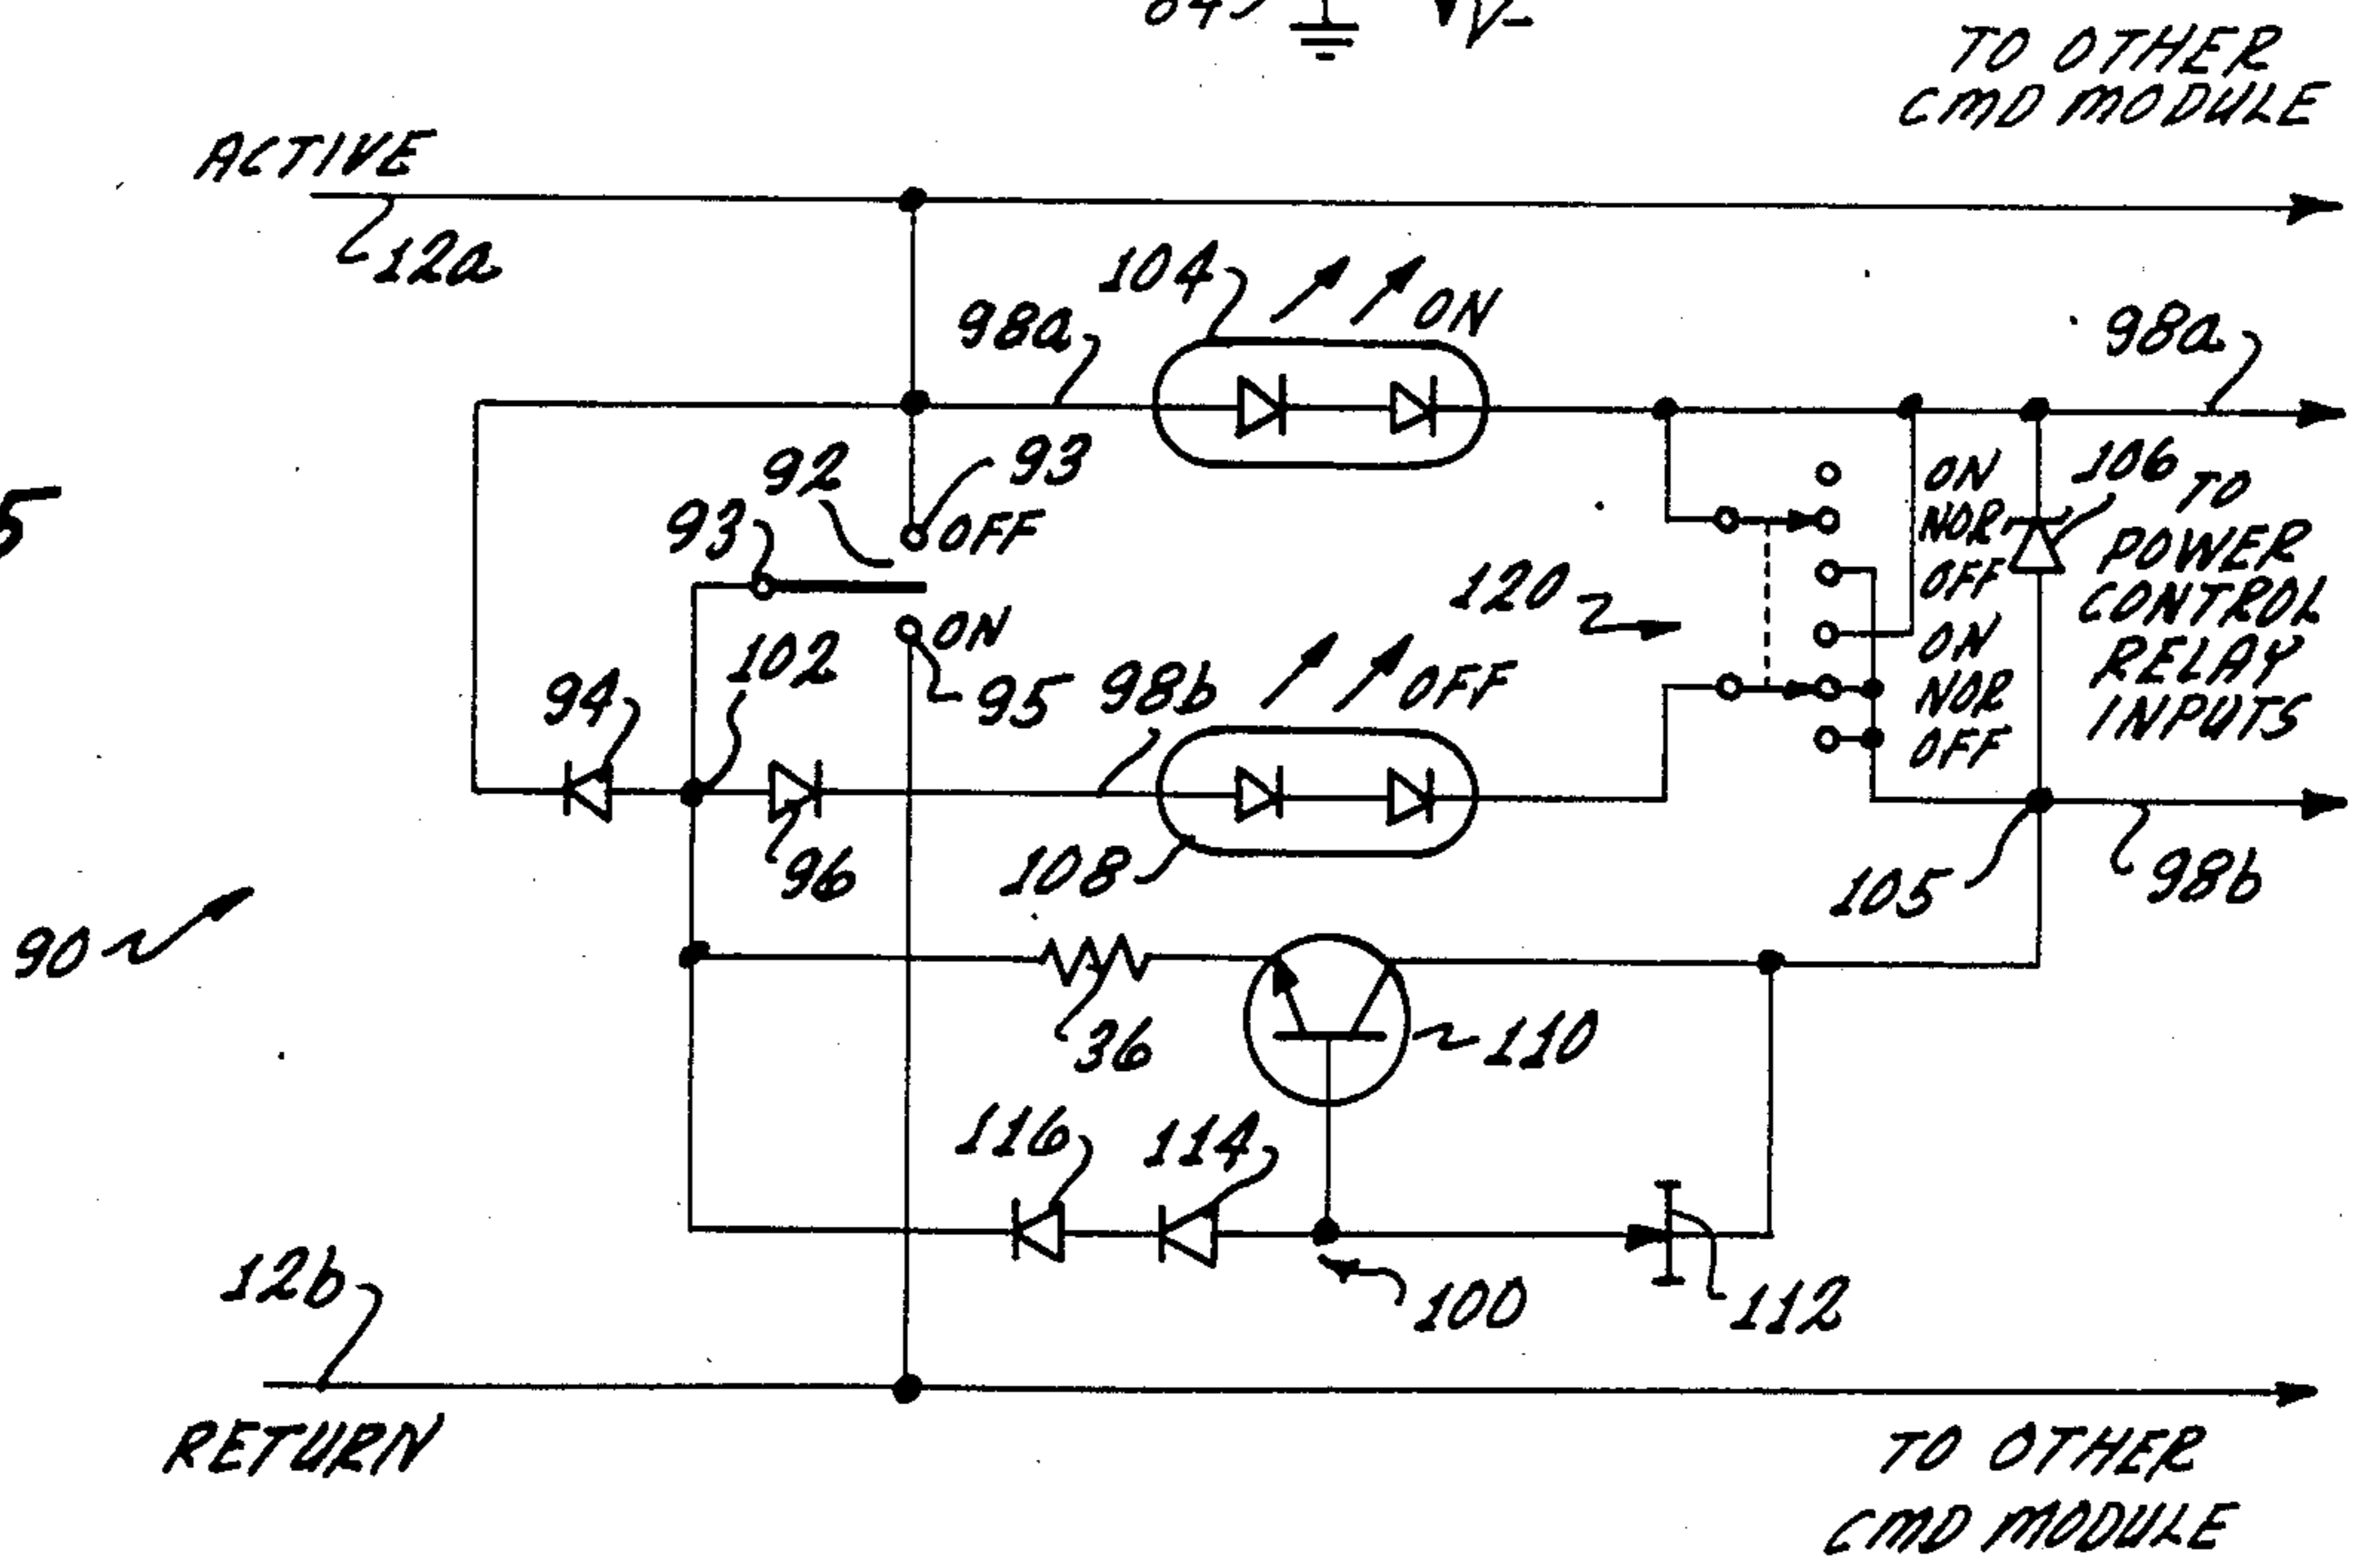 V-
TO OTHER
CMD MODULE
ACTIVE
12a
104
ON
98a
98a
92
93
93
OFF
ON
NOR
OFF
ON
NOR
OFF
106
TO
POWER
CONTROL
RELAY
INPUTS
5
120
102
ON
95
94
98b
OFF
96
108
105
98b
90
36
110
116
114
100
112
12b
RETURN
TO OTHER
CMD MODULE